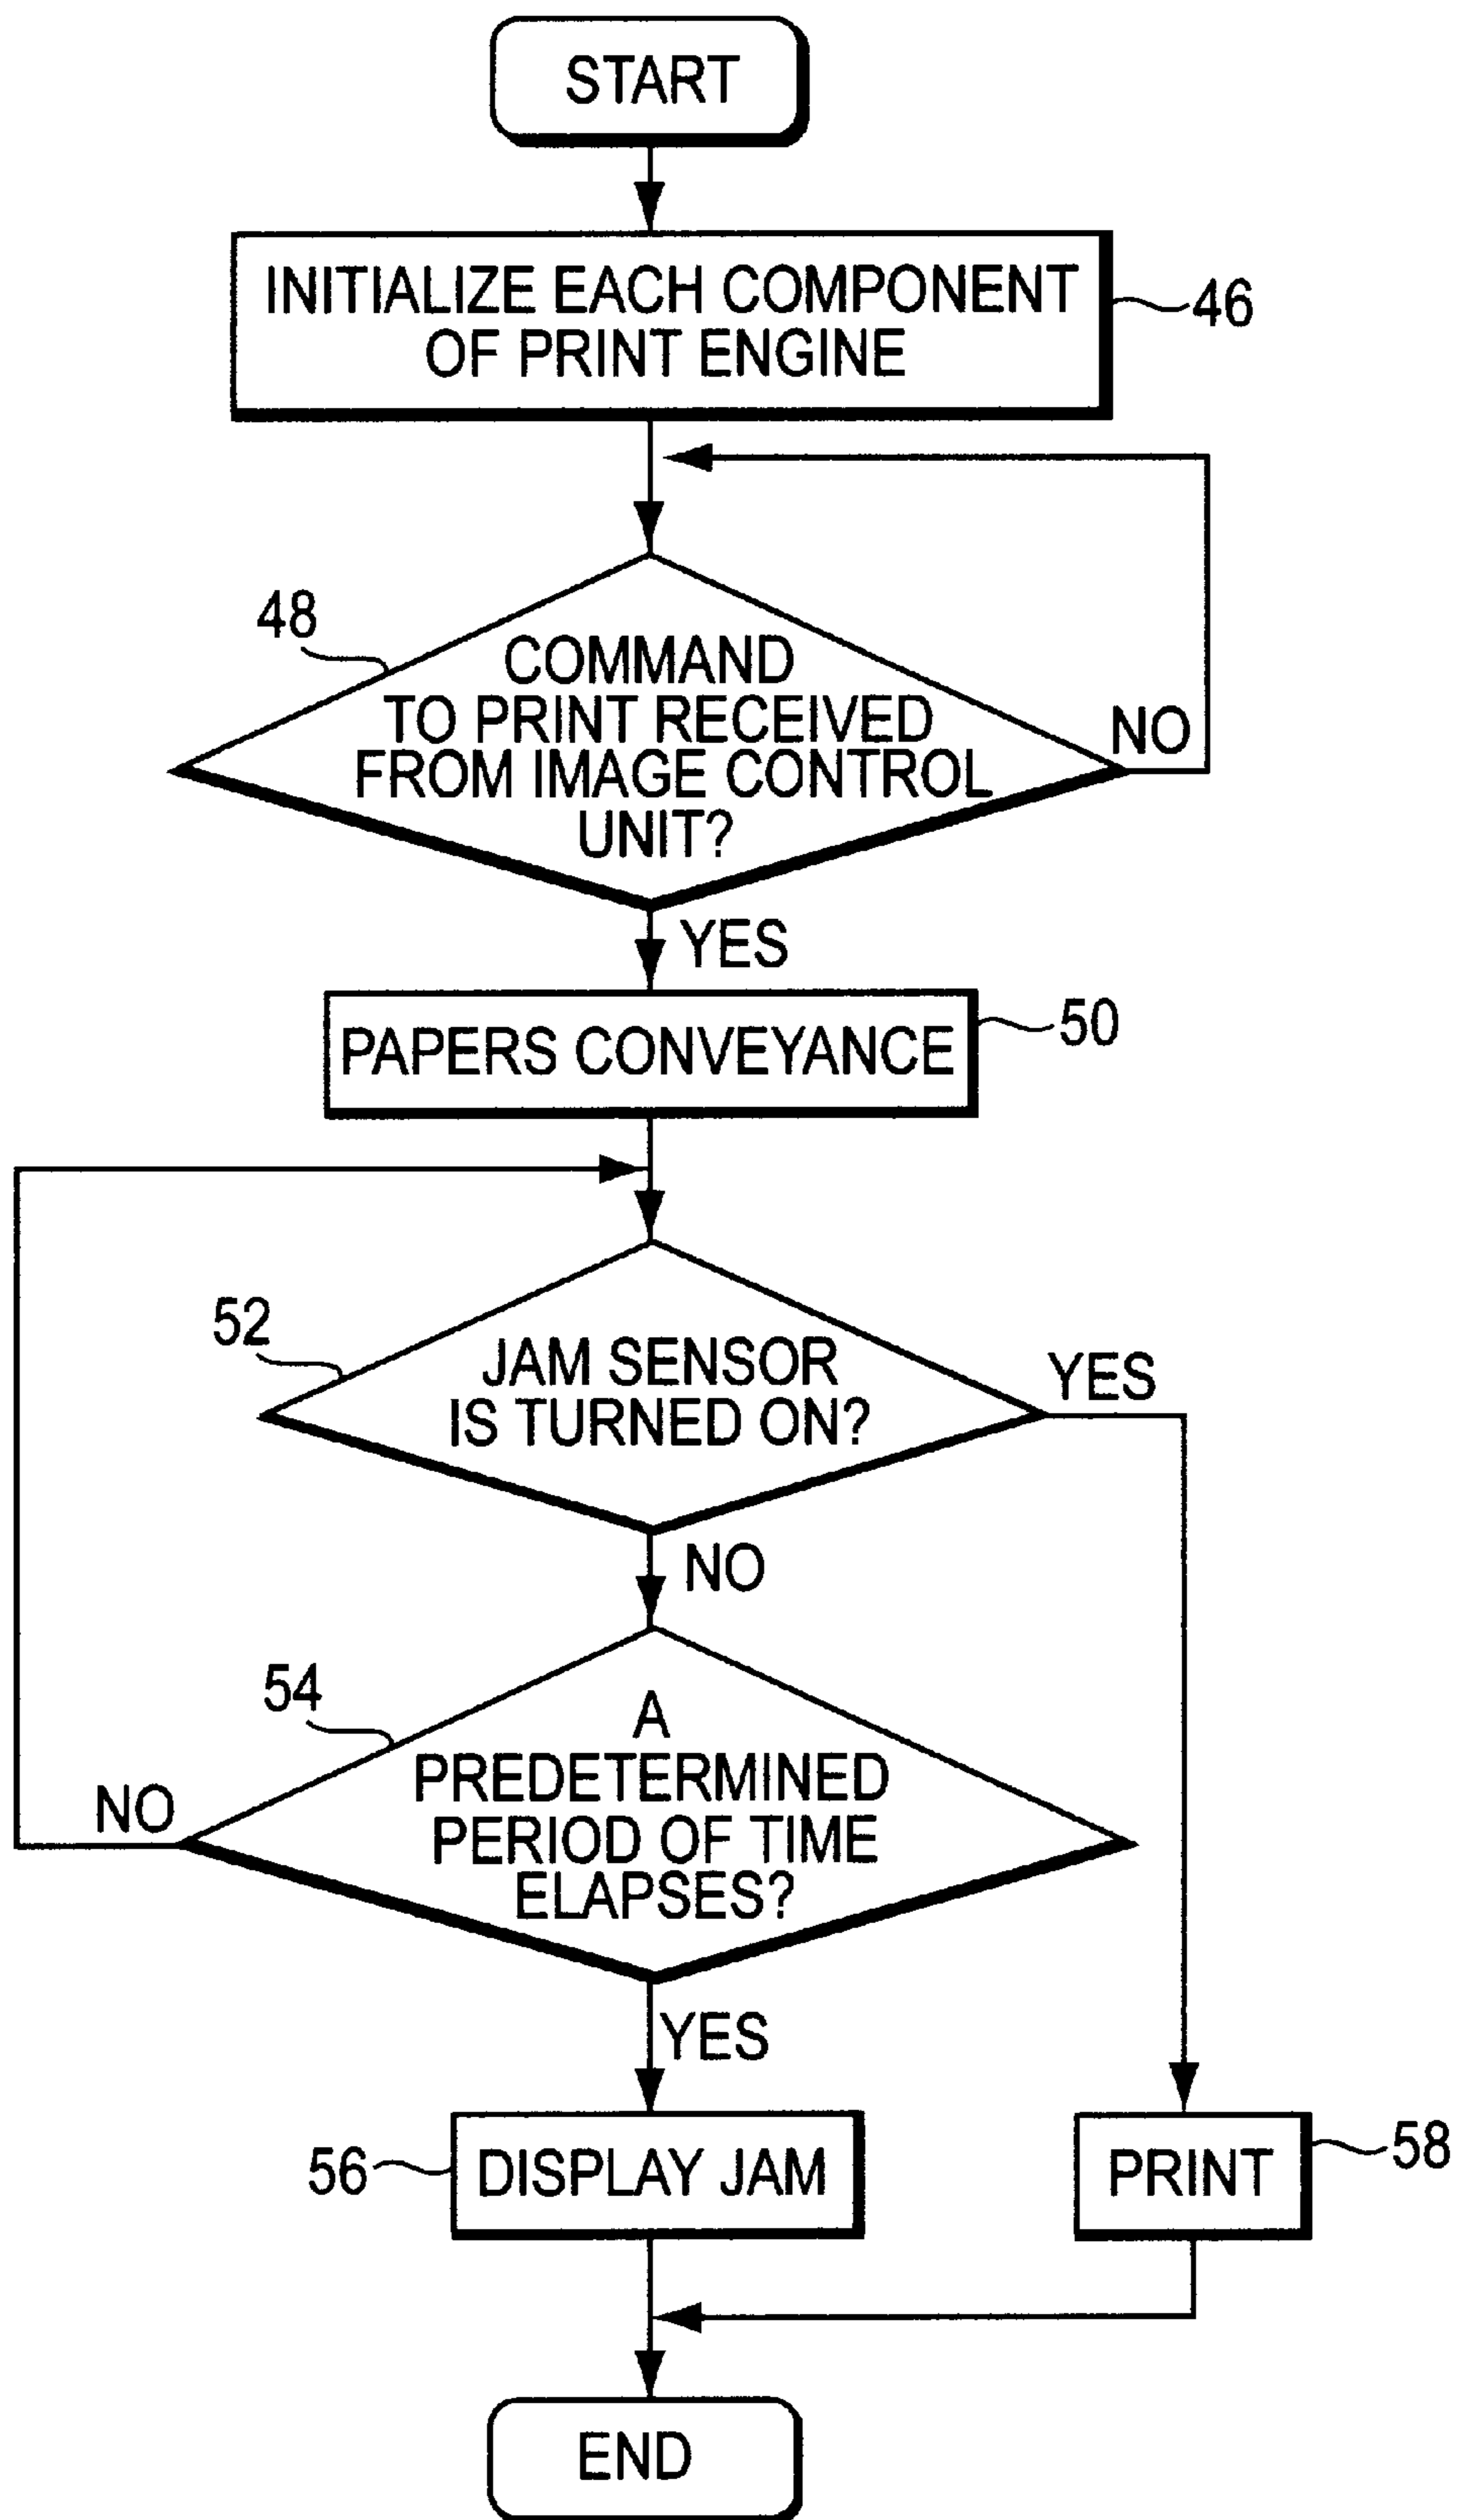 START
INITIALIZE EACH COMPONENT
OF PRINT ENGINE
46
48
COMMAND
TO PRINT RECEIVED
FROM IMAGE CONTROL
UNIT?
NO
YES
PAPERS CONVEYANCE
50
52
JAM SENSOR
IS TURNED ON?
YES
NO
54
A
PREDETERMINED
PERIOD OF TIME
ELAPSES?
NO
YES
56
DISPLAY JAM
PRINT
58
END